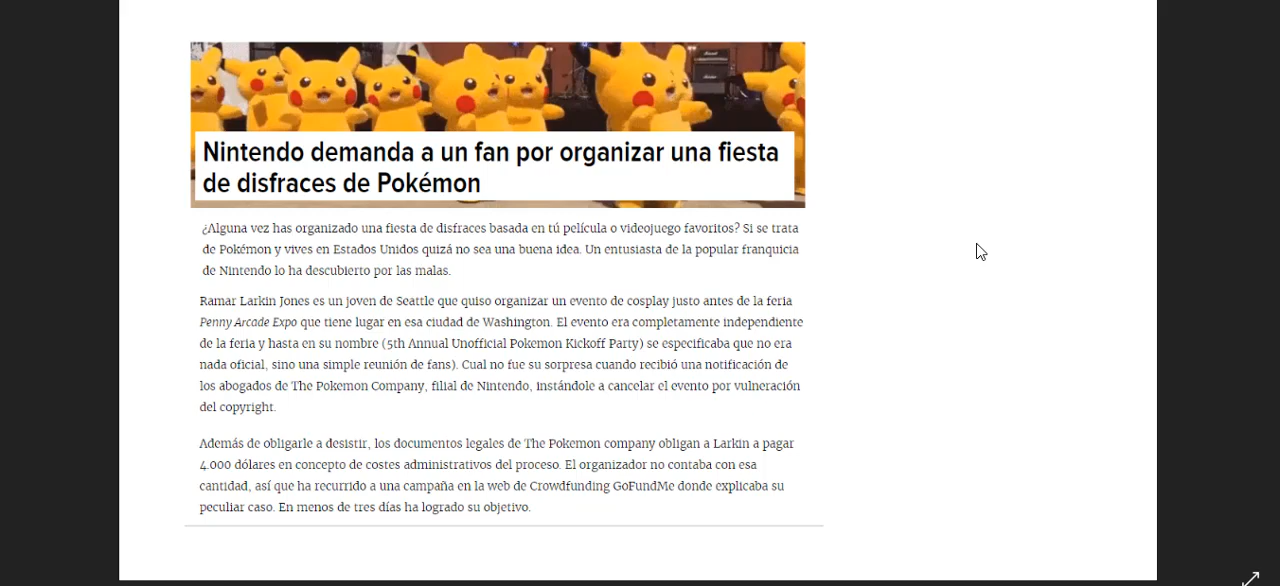 Nintendo demanda a un fan por organizar una fiesta
de disfraces de Pokémon
¿Alguna vez has organizado una fiesta de disfraces basada en tú película o videojuego favoritos? Si se trata
de Pokémon y vives en Estados Unidos quizá no sea una buena idea. Un entusiasta de la popular franquicia
de Nintendo lo ha descubierto por las malas.
Ramar Larkin Jones es un joven de Seattle que quiso organizar un evento de cosplay justo antes de la feria
Penny Arcade Expo que tiene lugar en esa ciudad de Washington. El evento era completamente independiente
de la feria y hasta en su nombre (5th Annual Unofficial Pokemon Kickoff Party) se especificaba que no era
nada oficial, sino una simple reunión de fans). Cual no fue su sorpresa cuando recibió una notificación de
los abogados de The Pokemon Company, filial de Nintendo, instándole a cancelar el evento por vulneración
del copyright.
Además de obligarle a desistir, los documentos legales de The Pokemon company obligan a Larkin a pagar
4.000 dólares en concepto de costes administrativos del proceso. El organizador no contaba con esa
cantidad, así que ha recurrido a una campaña en la web de Crowdfunding GoFundMe donde explicaba su
peculiar caso. En menos de tres días ha logrado su objetivo.